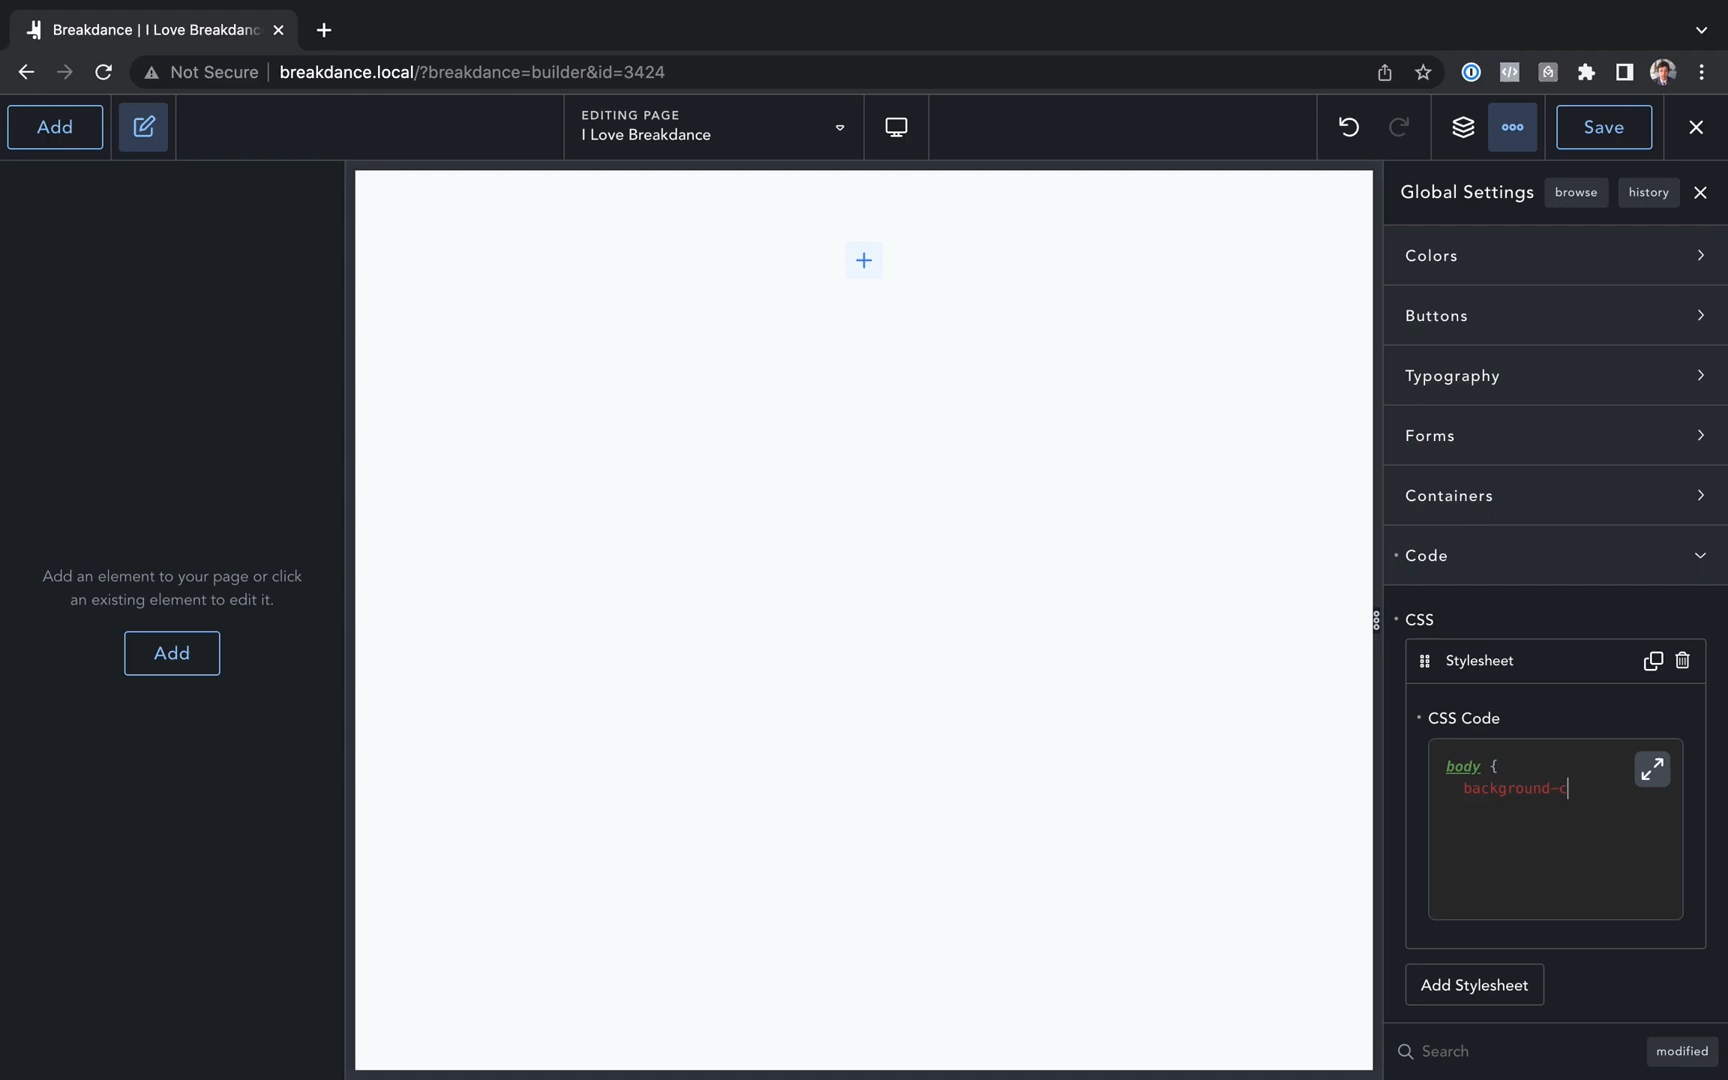 Breakdance | I Love Breakdanc
Not Secure
breakdance.local/?breakdance=builder&id=3424
Add
EDITING PAGE
I Love Breakdance
Save
Global Settings
browse
history
Colors
Buttons
Typography
Forms
Containers
Code
CSS
Stylesheet
CSS Code
body {
background-c
Add Stylesheet
Search
modified
Add an element to your page or click
an existing element to edit it.
Add